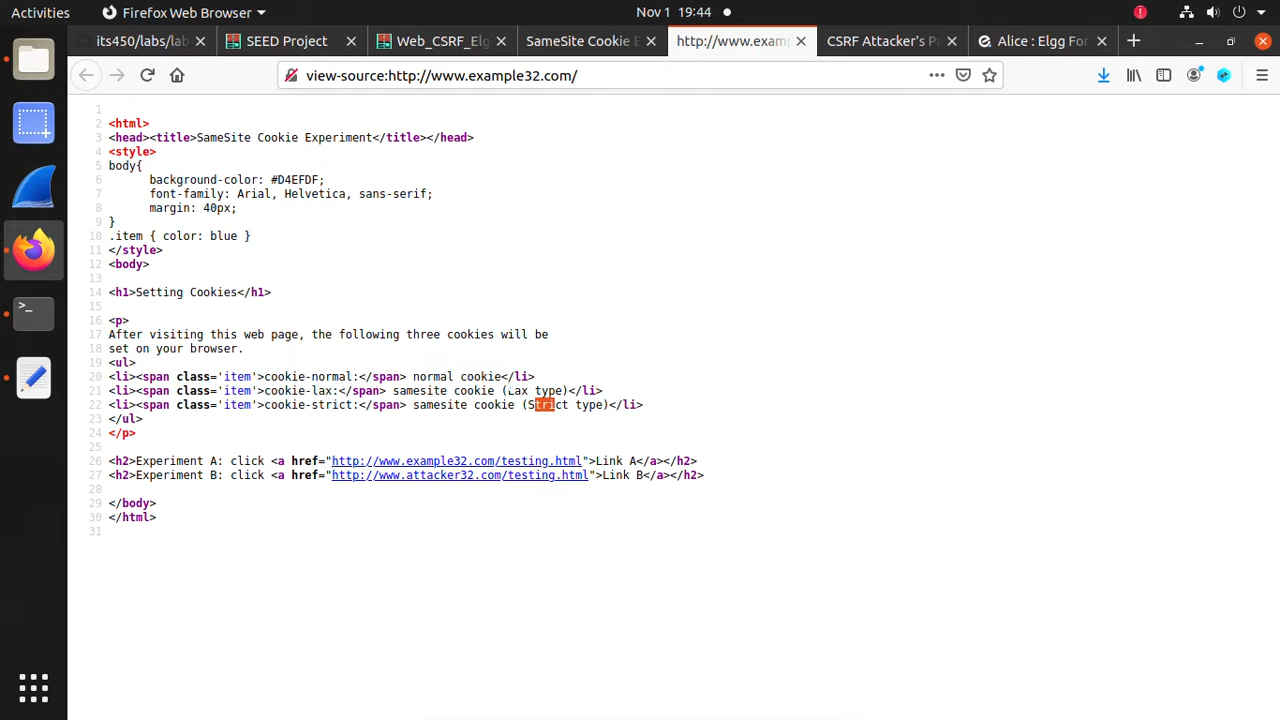 Activities Firefox Web Browser Nov 1 19:44
its450/labs/lab SEED Project Web_CSRF_Elg SameSite Cookie E http://www.exam CSRF Attacker's Pa Alice : Elgg For
view-source:http://www.example32.com/
1
2 <html>
3 <head><title>SameSite Cookie Experiment</title></head>
4 <style>
5 body{
6 background-color: #D4EFDF;
7 font-family: Arial, Helvetica, sans-serif;
8 margin: 40px;
9 }
10 .item { color: blue }
11 </style>
12 <body>
13
14 <h1>Setting Cookies</h1>
15
16 <p>
17 After visiting this web page, the following three cookies will be
18 set on your browser.
19 <ul>
20 <li><span class='item'>cookie-normal:</span> normal cookie</li>
21 <li><span class='item'>cookie-lax:</span> samesite cookie (Lax type)</li>
22 <li><span class='item'>cookie-strict:</span> samesite cookie (Strict type)</li>
23 </ul>
24 </p>
25
26 <h2>Experiment A: click <a href="http://www.example32.com/testing.html">Link A</a></h2>
27 <h2>Experiment B: click <a href="http://www.attacker32.com/testing.html">Link B</a></h2>
28
29 </body>
30 </html>
31